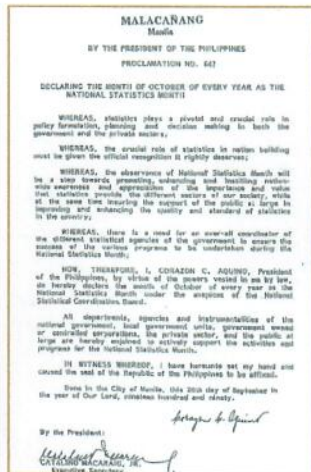 MALACAÑANG
Manila
BY THE PRESIDENT OF THE PHILIPPINES
PROCLAMATION NO. 647
DECLARING THE MONTH OF OCTOBER OF EVERY YEAR AS THE
NATIONAL STATISTICS MONTH
WHEREAS, statistics plays a pivotal and crucial role in
policy formulation, planning and decision making in both the
government and the private sectors;
WHEREAS, the crucial role of statistics in nation building
must be given the official recognition it rightly deserves;
WHEREAS, the observance of National Statistics Month will
be a step towards promoting, enhancing and instilling nation-
wide awareness and appreciation of the importance and value
that statistics provide the different sectors of our society, while
at the same time insuring the support of the public at large in
improving and enhancing the quality and standard of statistics
in the country;
WHEREAS, there is a need for an over-all coordinator of
the different statistical agencies of the government to ensure the
success of the various programs to be undertaken during the
National Statistics Month;
NOW, THEREFORE, I, CORAZON C. AQUINO, President
of the Philippines, by virtue of the powers vested in me by law,
do hereby declare the month of October of every year as the
National Statistics Month under the auspices of the National
Statistical Coordination Board.
All departments, agencies and instrumentalities of the
national government, local government units, government owned
or controlled corporations, the private sector, and the public at
large are hereby enjoined to actively support the activities and
programs for the National Statistics Month.
IN WITNESS WHEREOF, I have hereunto set my hand and
caused the seal of the Republic of the Philippines to be affixed.
Done in the City of Manila, this 20th day of September in
the year of Our Lord, nineteen hundred and ninety.
Corazon C. Aquino
By the President:
CATALINO MACARAIG, JR.
Executive Secretary